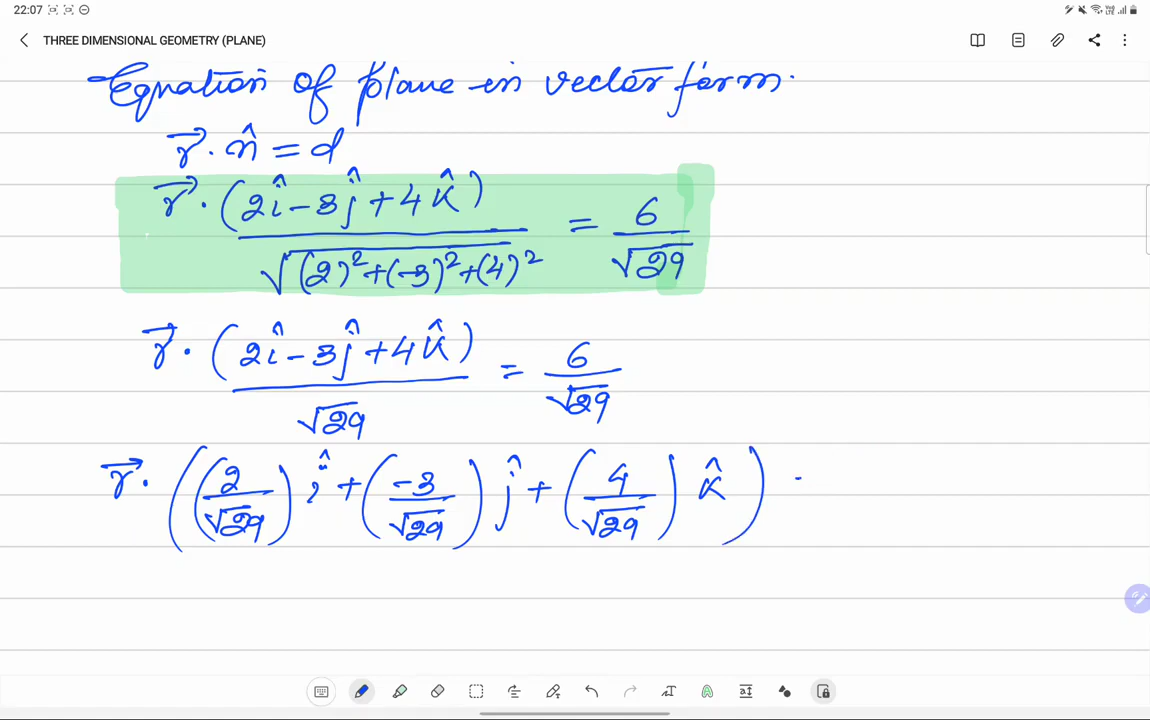 22:07
THREE DIMENSIONAL GEOMETRY (PLANE)
Equation of plane in vector form.
r⃗ . n̂ = d
r⃗ . (2î - 3ĵ + 4k̂) / √(2)² + (-3)² + (4)² = 6/√29
r⃗ . (2î - 3ĵ + 4k̂) / √29 = 6/√29
r⃗ . ((2/√29) î + (-3/√29) ĵ + (4/√29) k̂) -